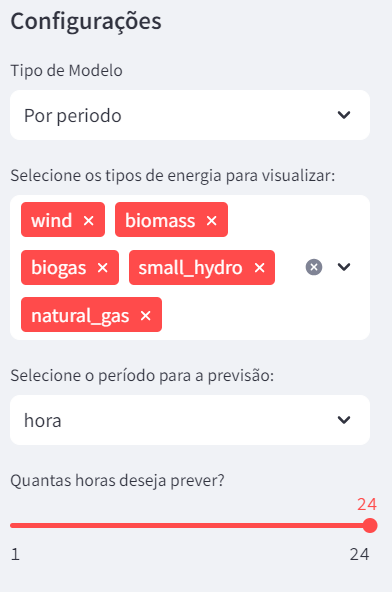 Configurações
Tipo de Modelo
Por periodo
Selecione os tipos de energia para visualizar:
wind × biomass ×
biogas × small_hydro ×
natural_gas ×
Selecione o período para a previsão:
hora
Quantas horas deseja prever?
24
1 24